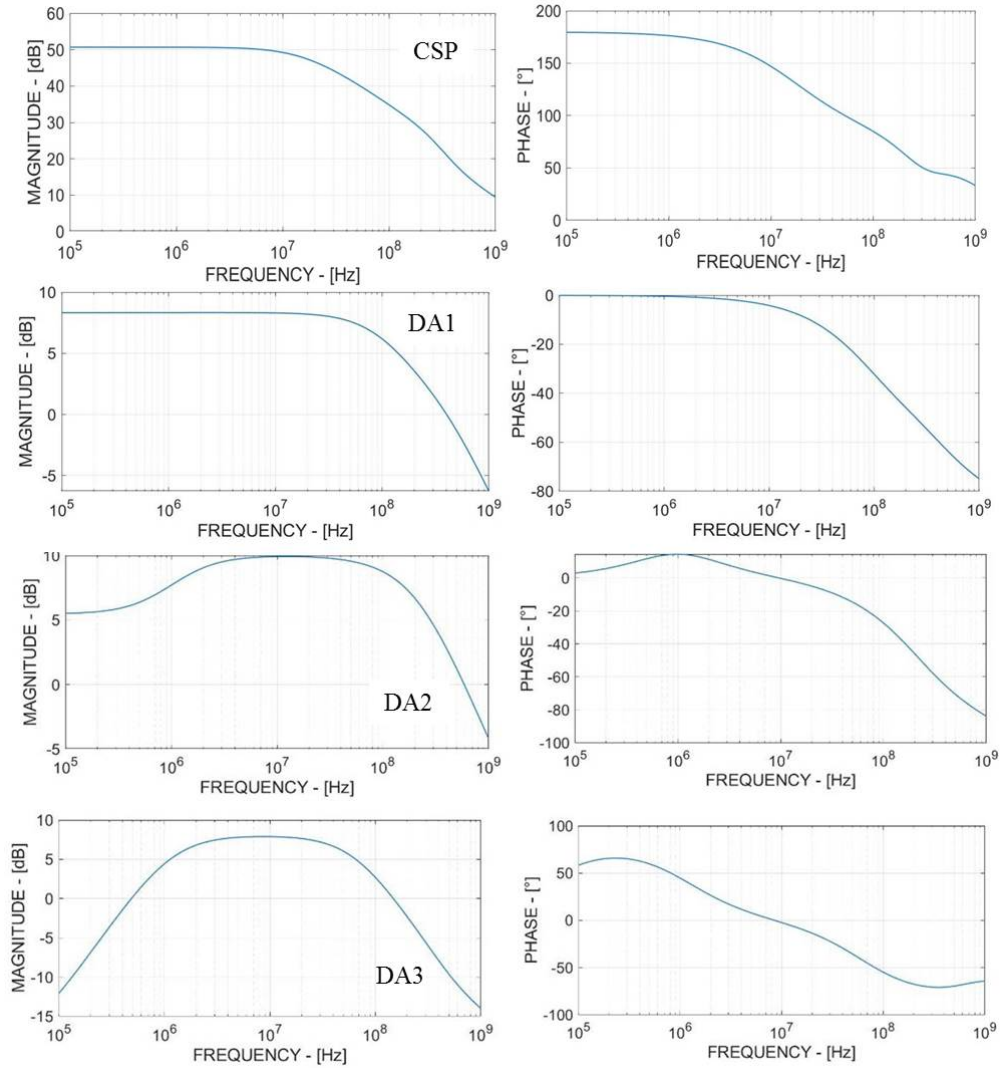 60
50
40
30
20
10
0
MAGNITUDE - [dB]
CSP
10^5 10^6 10^7 10^8 10^9
FREQUENCY - [Hz]
200
150
100
50
0
PHASE - [°]
10^5 10^6 10^7 10^8 10^9
FREQUENCY - [Hz]
10
5
0
-5
MAGNITUDE - [dB]
DA1
10^5 10^6 10^7 10^8 10^9
FREQUENCY - [Hz]
0
-20
-40
-60
-80
PHASE - [°]
10^5 10^6 10^7 10^8 10^9
FREQUENCY - [Hz]
10
5
0
-5
MAGNITUDE - [dB]
DA2
10^5 10^6 10^7 10^8 10^9
FREQUENCY - [Hz]
0
-20
-40
-60
-80
-100
PHASE - [°]
10^5 10^6 10^7 10^8 10^9
FREQUENCY - [Hz]
10
5
0
-5
-10
-15
MAGNITUDE - [dB]
DA3
10^5 10^6 10^7 10^8 10^9
FREQUENCY - [Hz]
100
50
0
-50
-100
PHASE - [°]
10^5 10^6 10^7 10^8 10^9
FREQUENCY - [Hz]